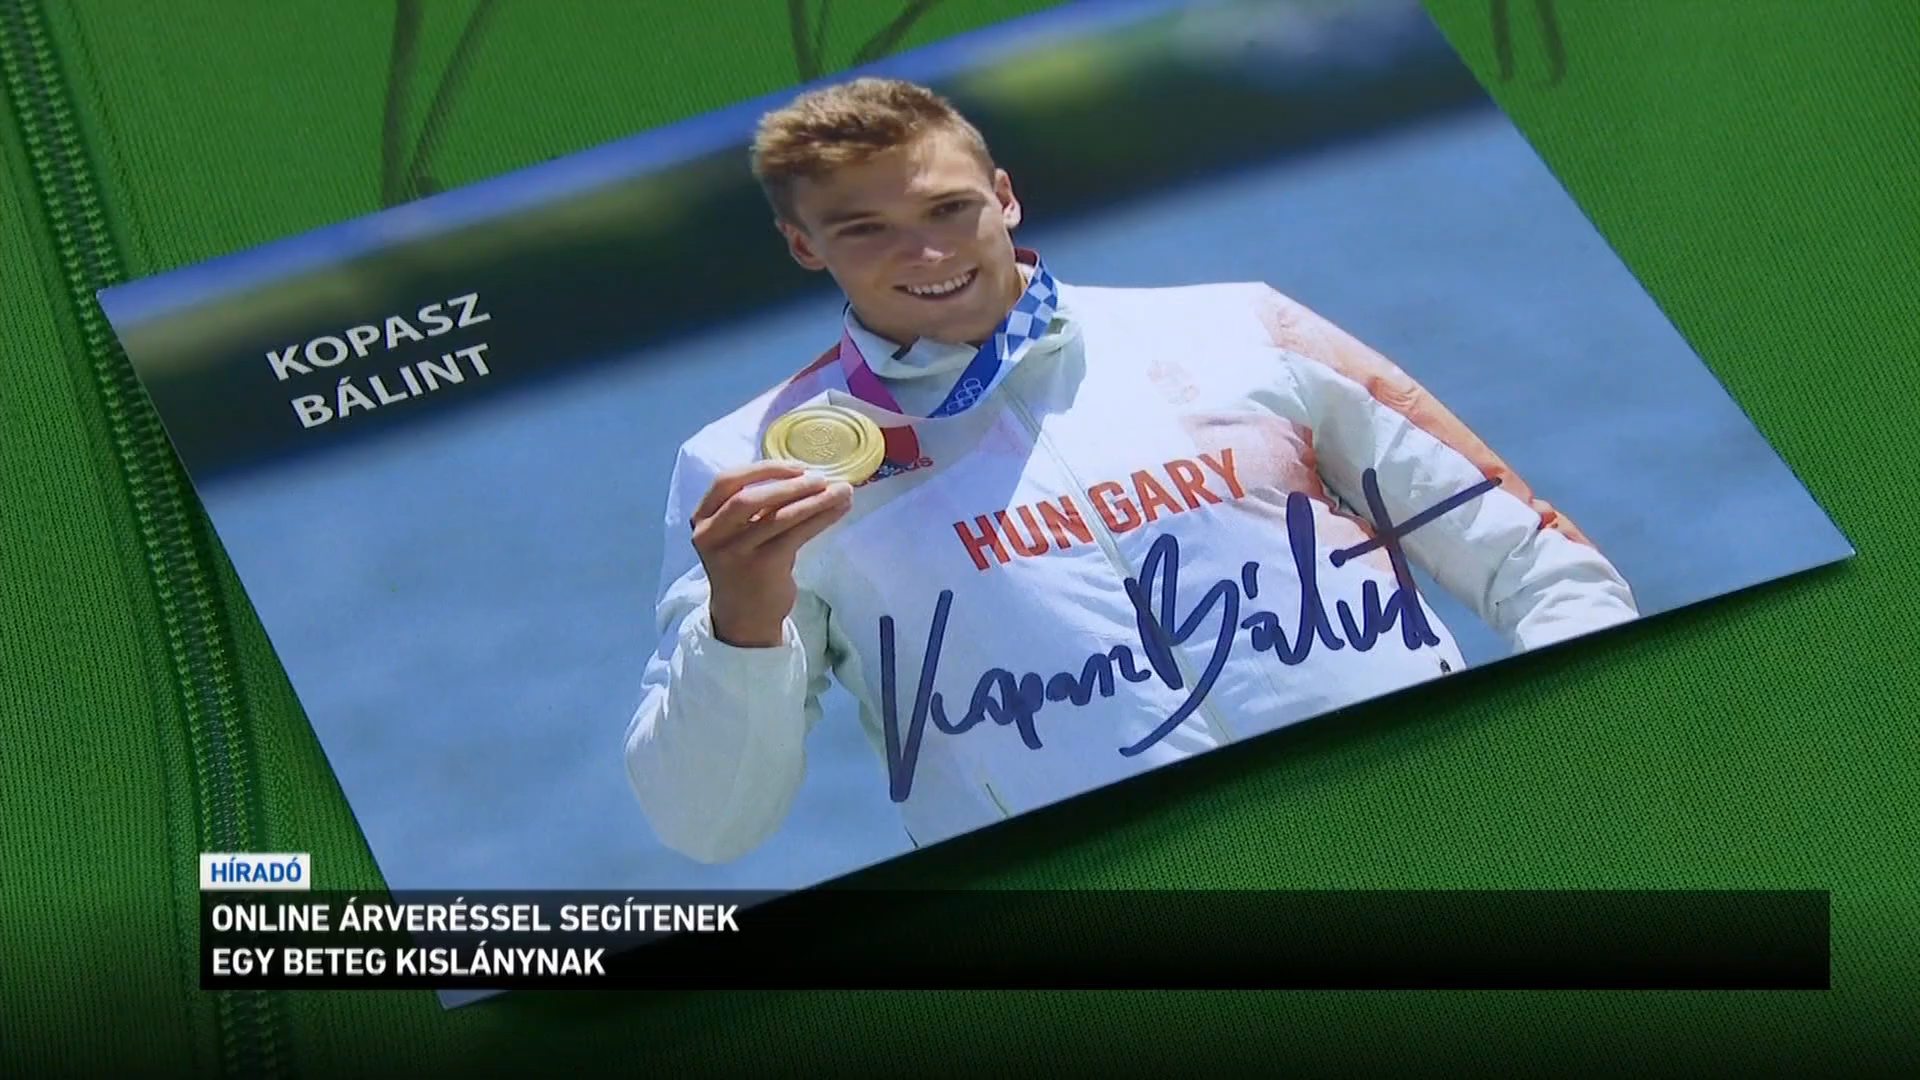 KOPASZ
BÁLINT
HUNGARY
Kopasz Bálint
HÍRADÓ
ONLINE ÁRVERÉSSEL SEGÍTENEK
EGY BETEG KISLÁNYNAK